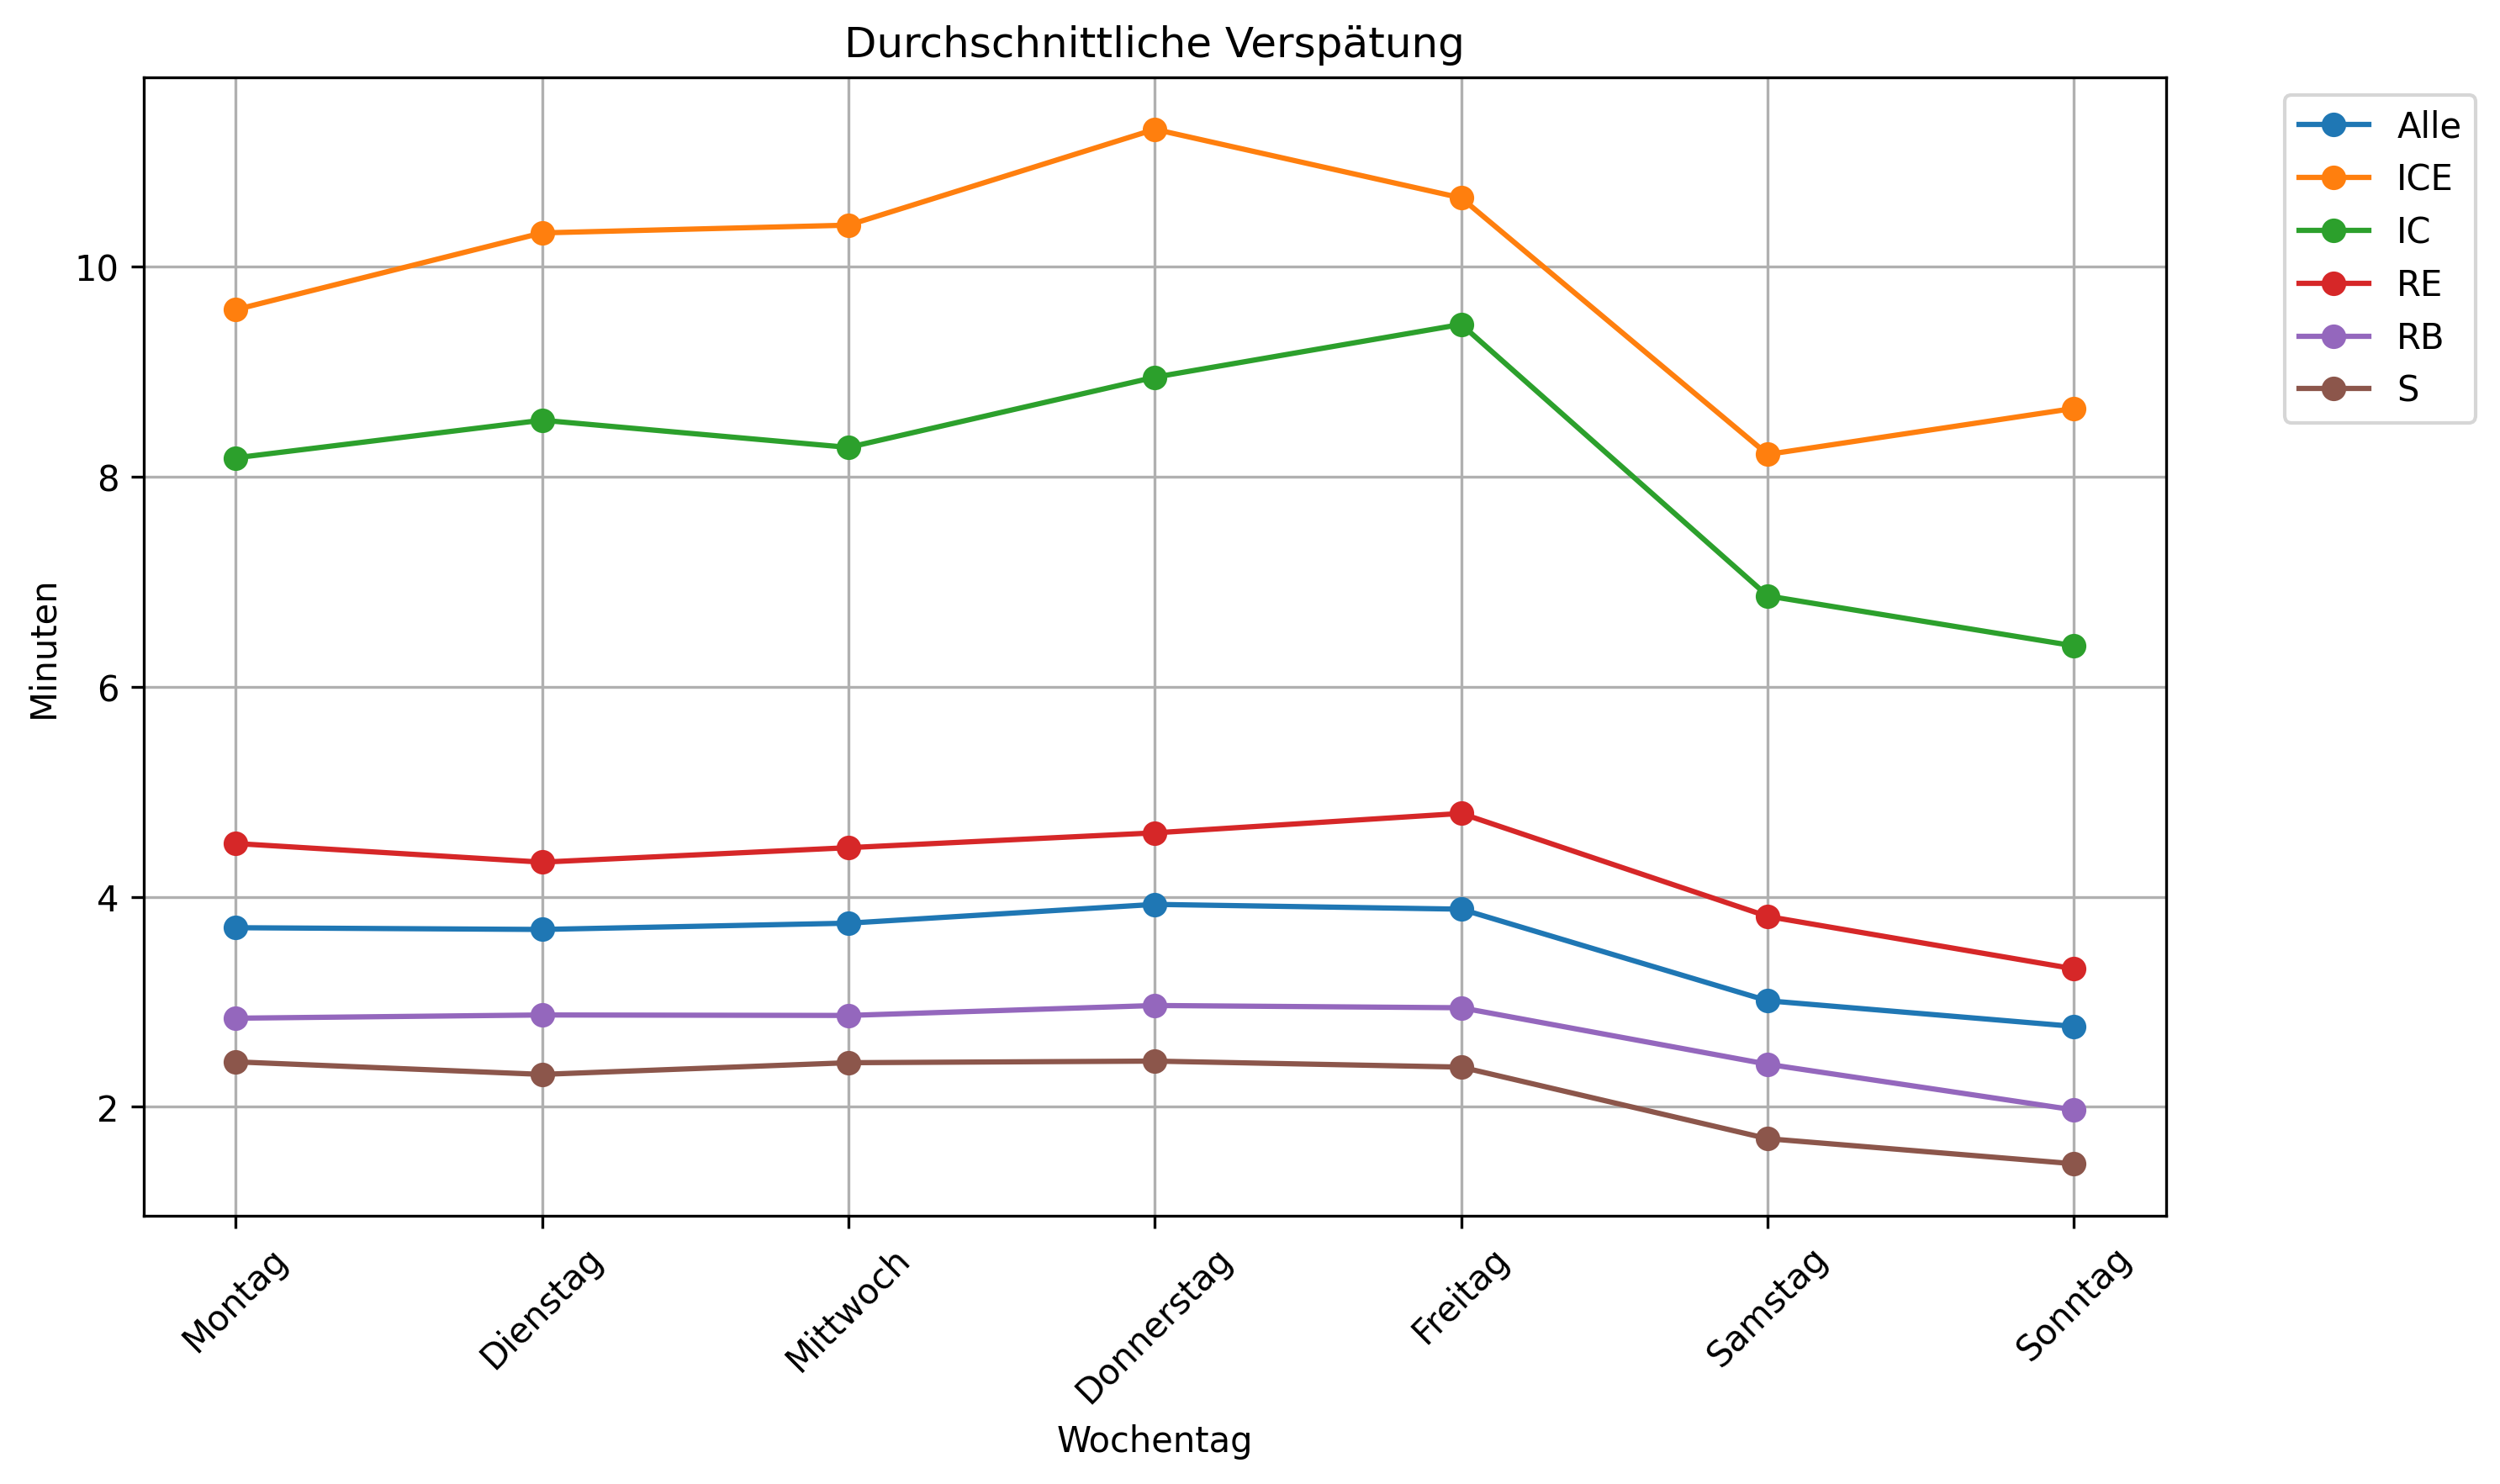 Durchschnittliche Verspätung
Minuten
10
8
6
4
2
Montag
Dienstag
Mittwoch
Donnerstag
Freitag
Samstag
Sonntag
Wochentag
Alle
ICE
IC
RE
RB
S